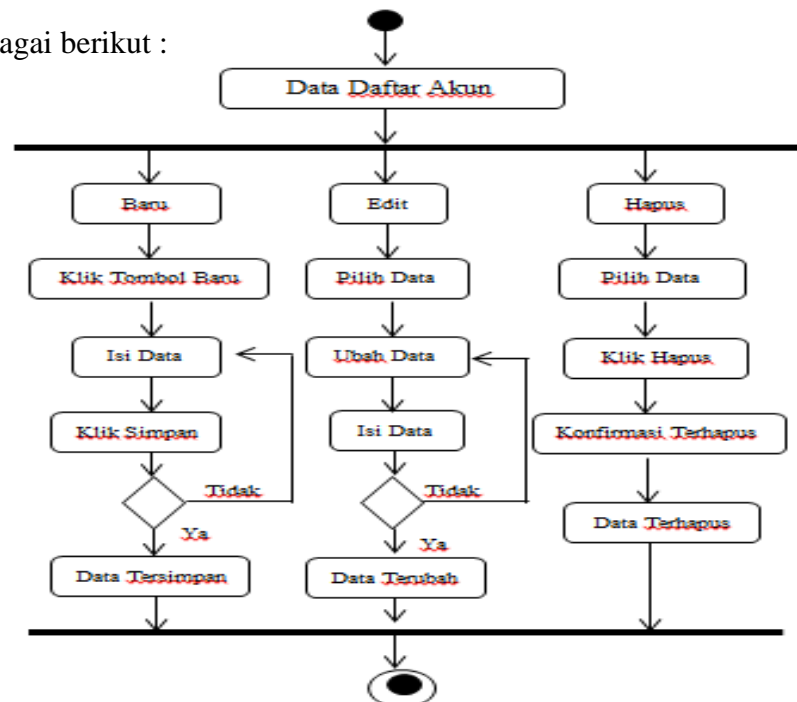 agai berikut :
Data Daftar Akun
Baru
Klik Tombol Baru
Isi Data
Klik Simpan
Tidak
Ya
Data Tersimpan
Edit
Pilih Data
Ubah Data
Isi Data
Tidak
Ya
Data Terubah
Hapus
Pilih Data
Klik Hapus
Konfirmasi Terhapus
Data Terhapus